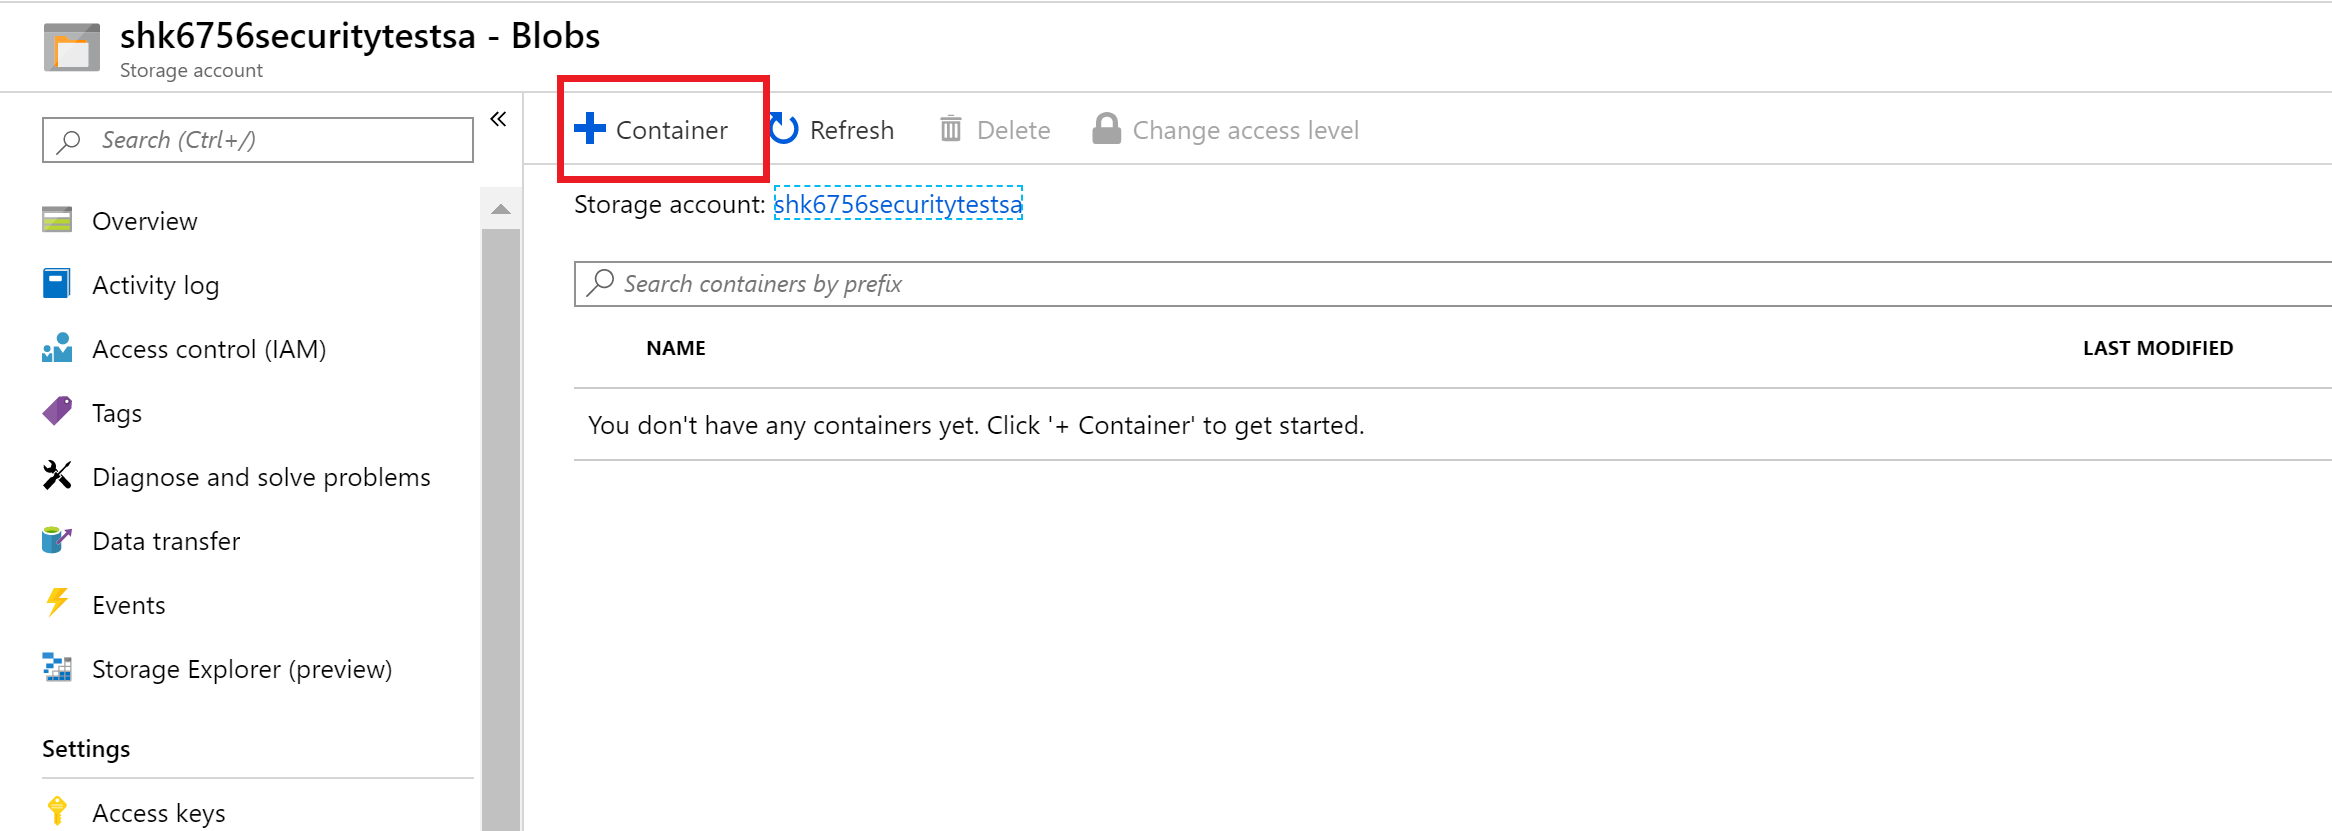 shk6756securitytestsa - Blobs
Storage account
Search (Ctrl+/)
«
Overview
Activity log
Access control (IAM)
Tags
Diagnose and solve problems
Data transfer
Events
Storage Explorer (preview)
Settings
Access keys
Container Refresh Delete Change access level
Storage account: shk6756securitytestsa
Search containers by prefix
NAME LAST MODIFIED
You don't have any containers yet. Click '+ Container' to get started.